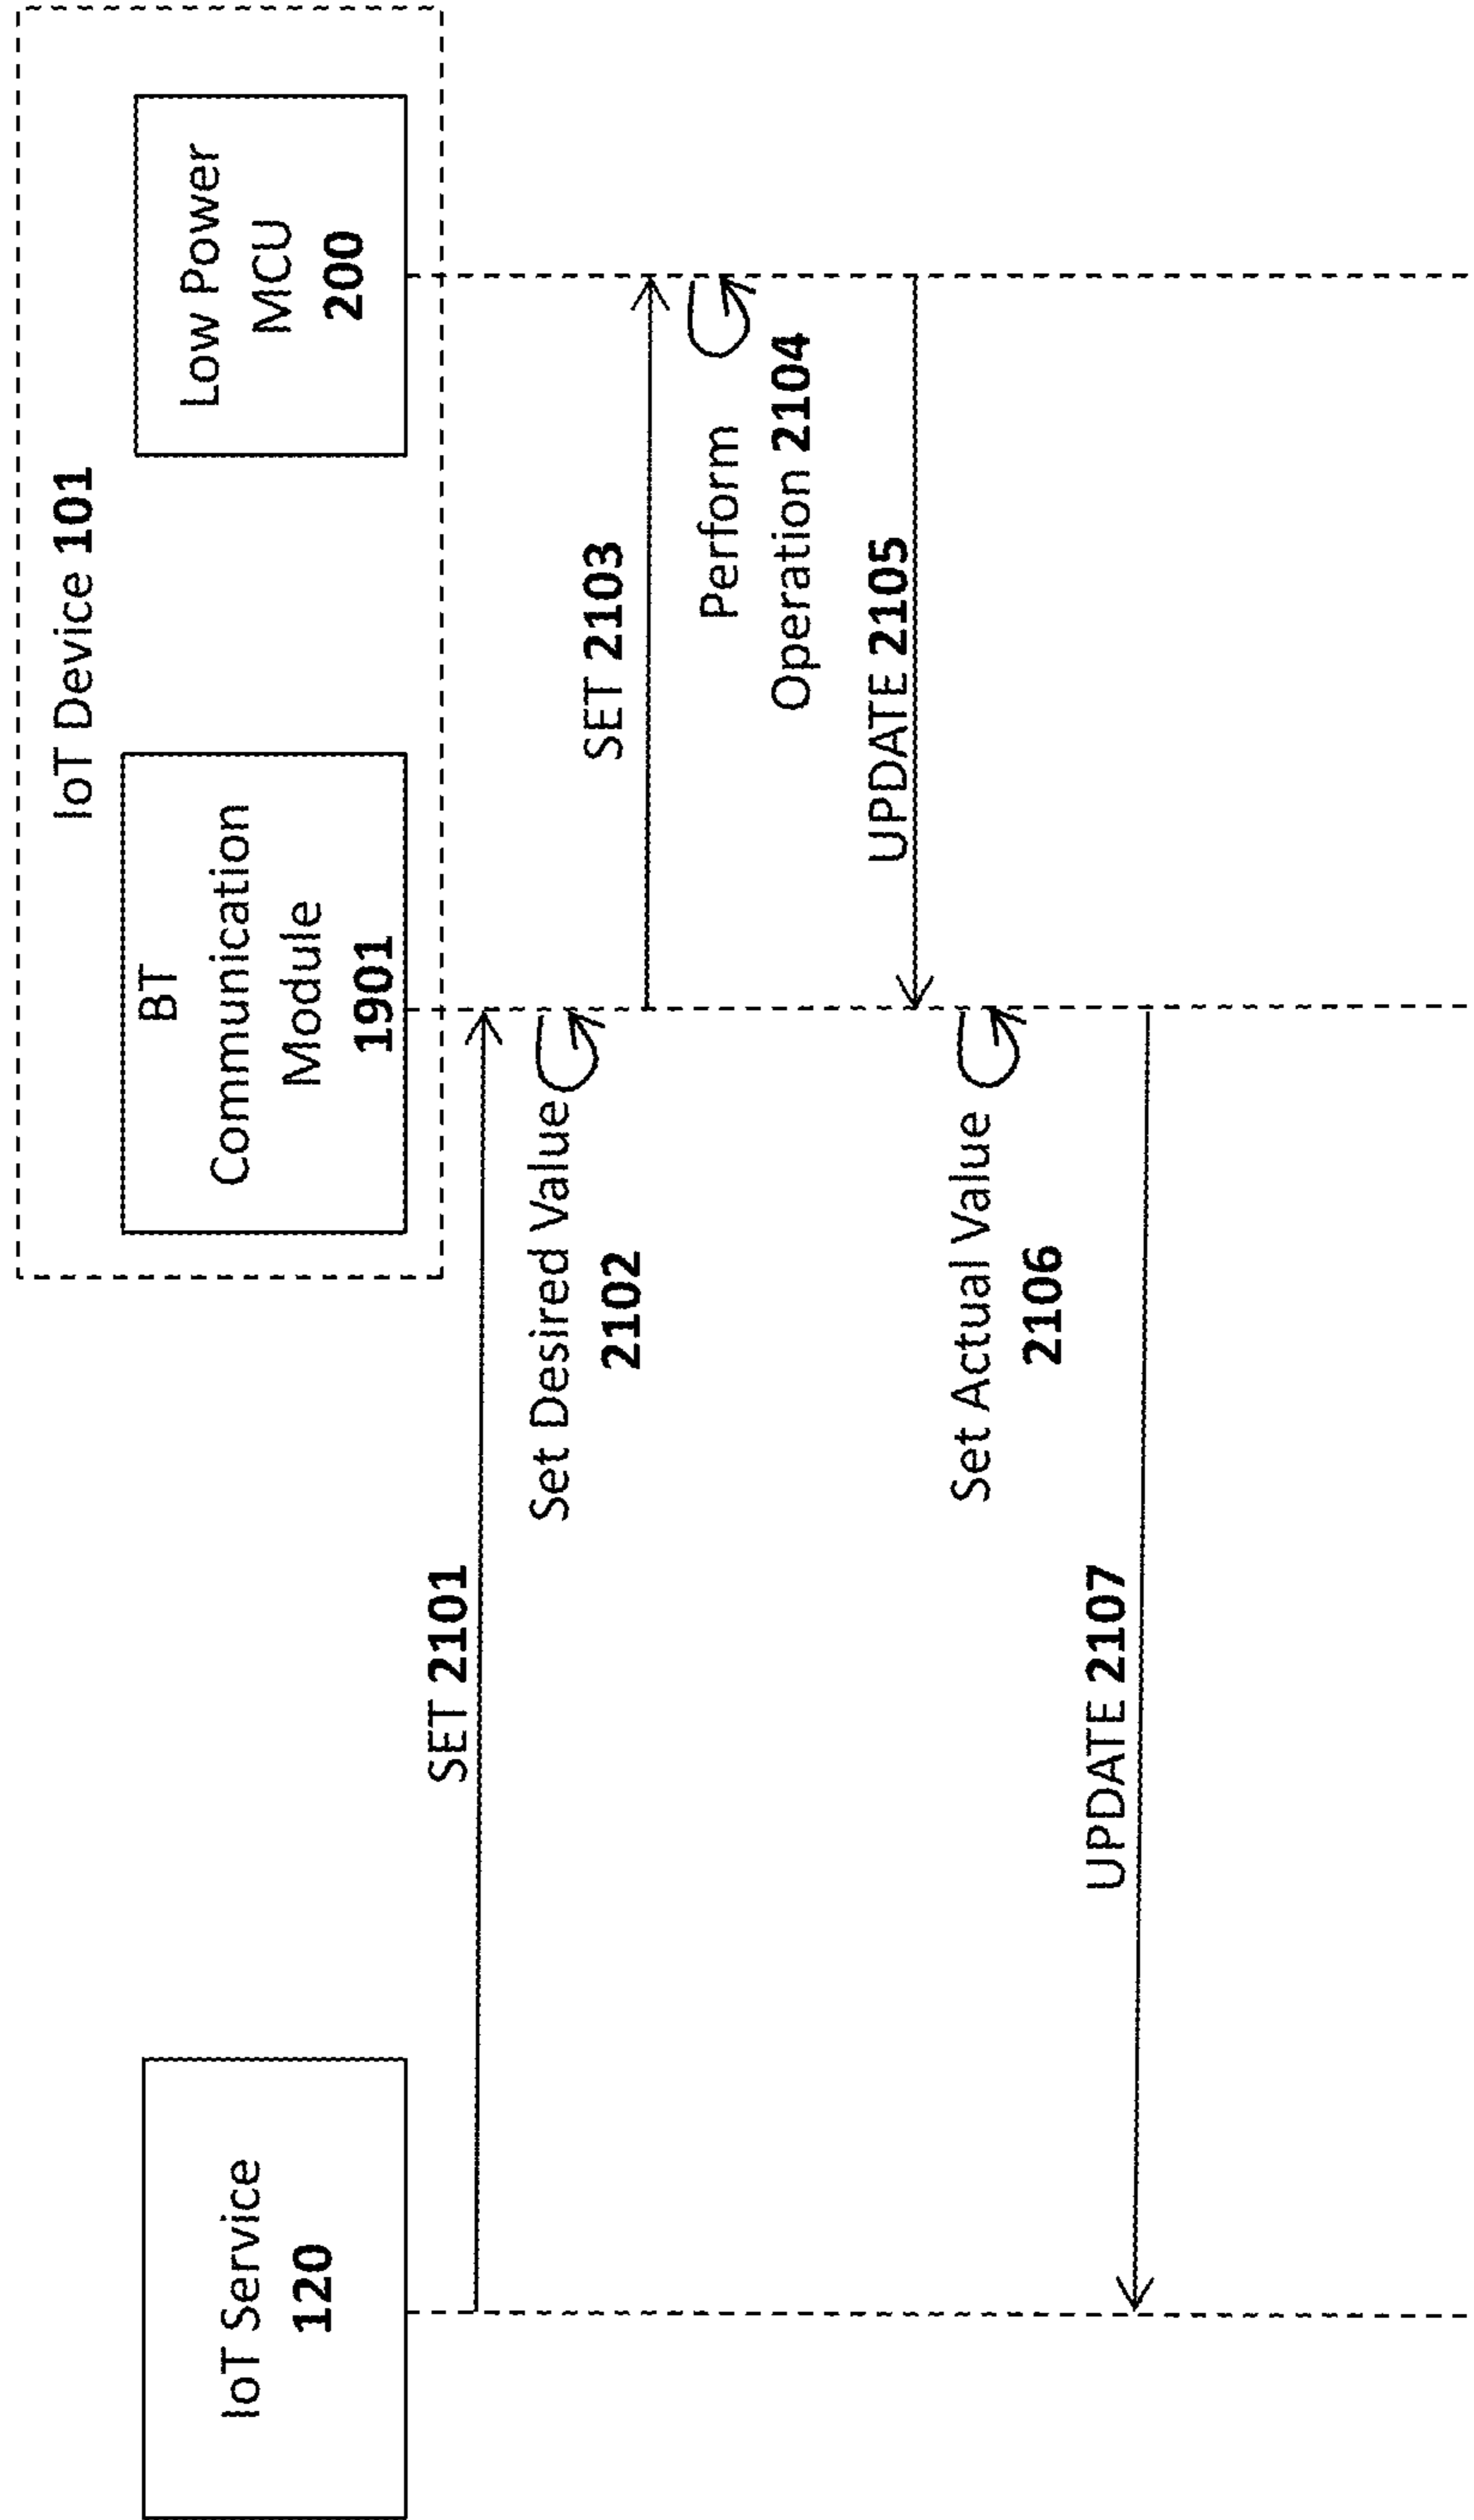 IoT Device 101
IoT Service
120
BT
Communication
Module
1901
Low Power
MCU
200
SET 2101
Set Desired Value
2102
SET 2103
Perform
Operation 2104
UPDATE 2105
Set Actual Value
2106
UPDATE 2107